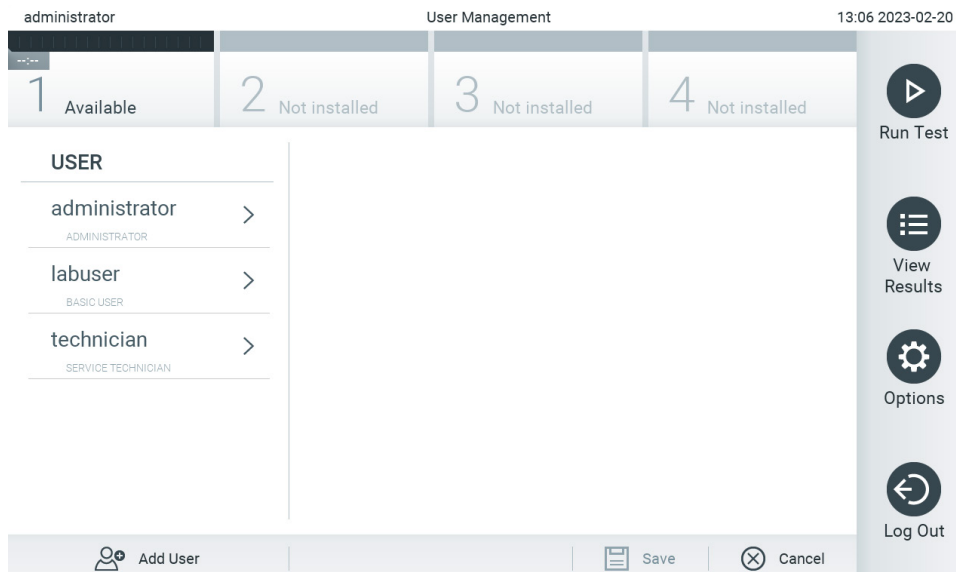 administrator User Management 13:06 2023-02-20
--:--
1 Available 2 Not installed 3 Not installed 4 Not installed
Run Test
USER
administrator
ADMINISTRATOR
labuser
BASIC USER
technician
SERVICE TECHNICIAN
View
Results
Options
Log Out
Add User Save Cancel